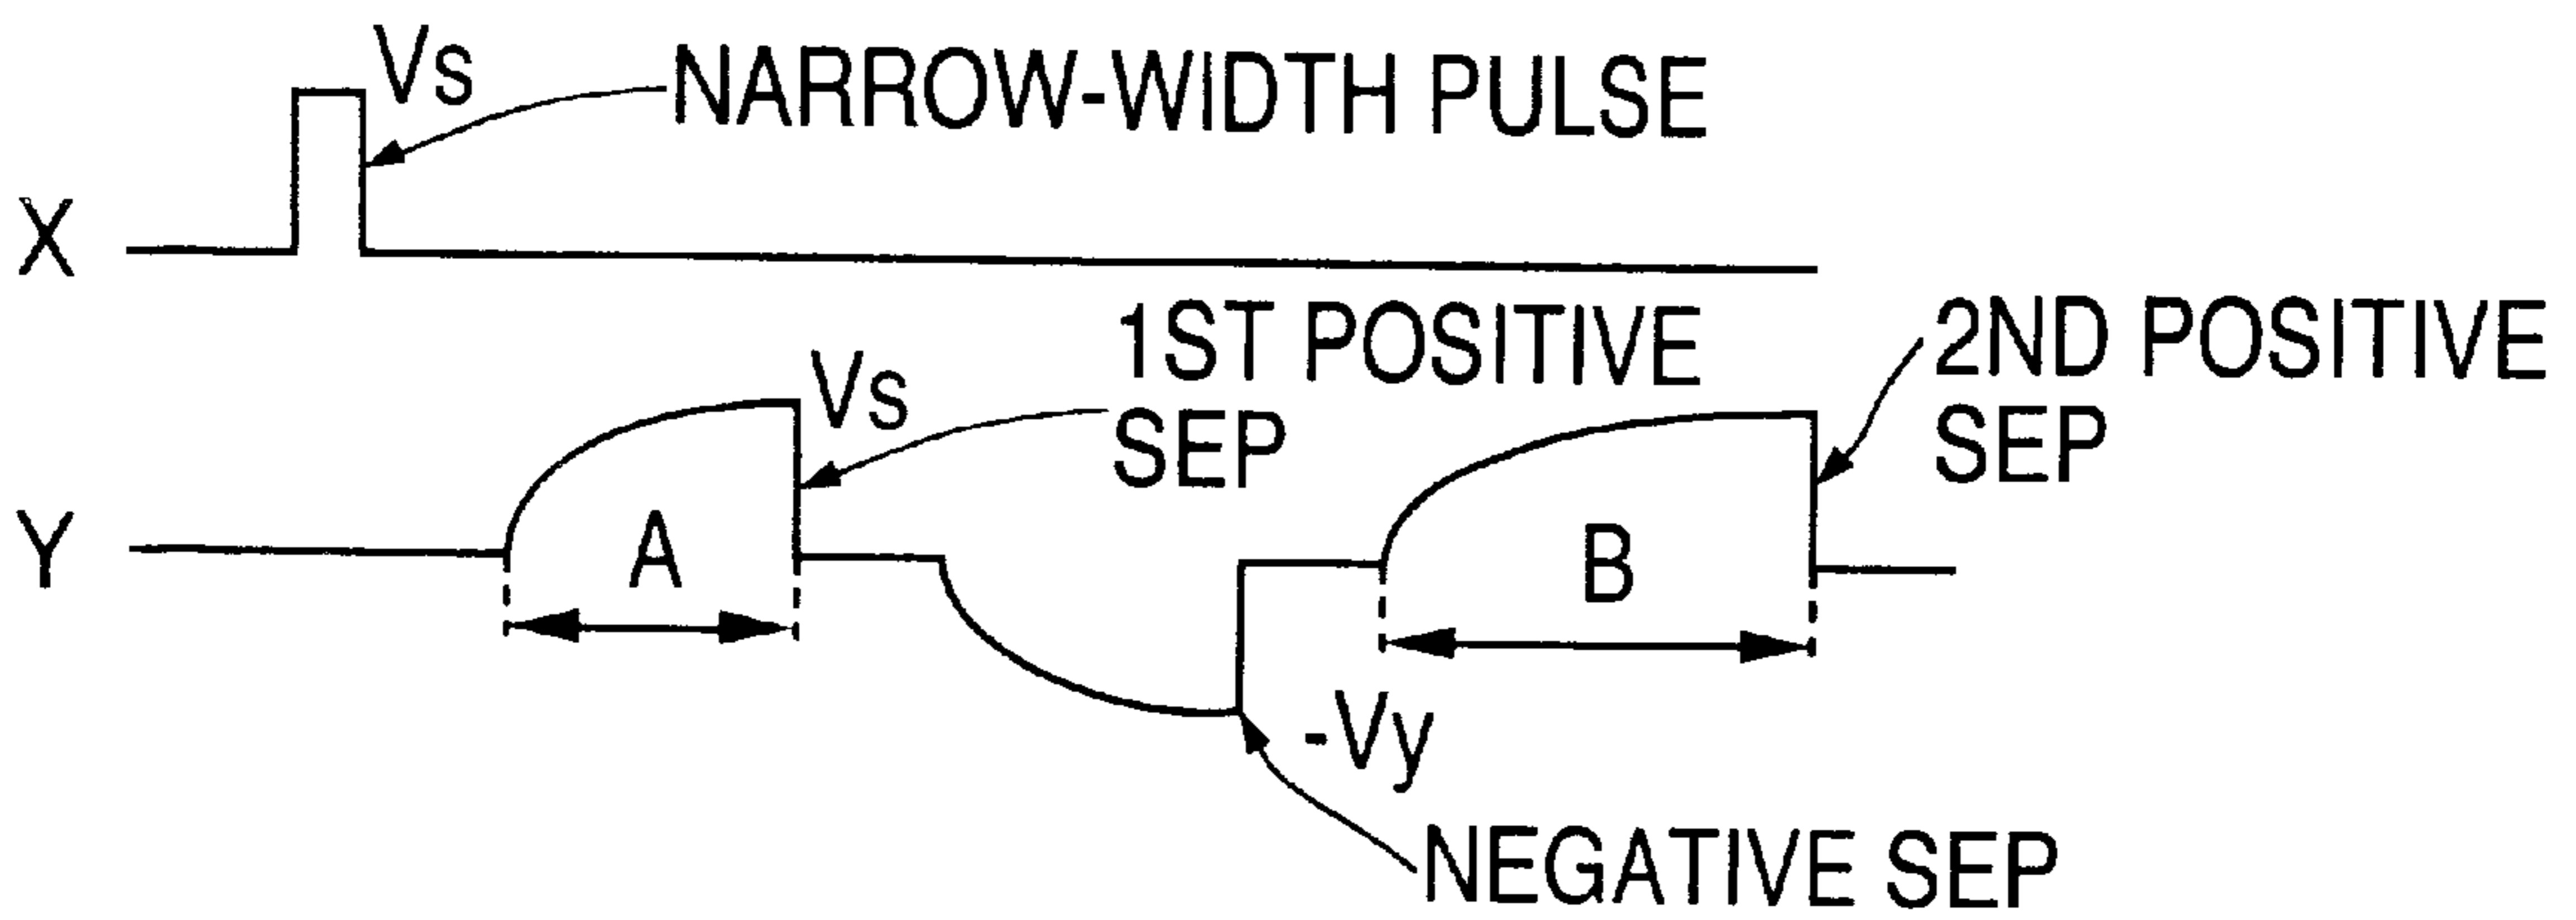 Vs
NARROW-WIDTH PULSE
X
1ST POSITIVE
SEP
2ND POSITIVE
SEP
Vs
Y
A
B
-Vy
NEGATIVE SEP